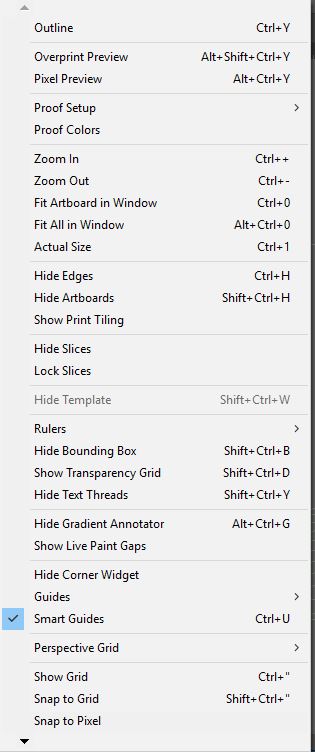 Outline Ctrl+Y
Overprint Preview Alt+Shift+Ctrl+Y
Pixel Preview Alt+Ctrl+Y
Proof Setup
Proof Colors
Zoom In Ctrl++
Zoom Out Ctrl+-
Fit Artboard in Window Ctrl+0
Fit All in Window Alt+Ctrl+0
Actual Size Ctrl+1
Hide Edges Ctrl+H
Hide Artboards Shift+Ctrl+H
Show Print Tiling
Hide Slices
Lock Slices
Hide Template Shift+Ctrl+W
Rulers
Hide Bounding Box Shift+Ctrl+B
Show Transparency Grid Shift+Ctrl+D
Hide Text Threads Shift+Ctrl+Y
Hide Gradient Annotator Alt+Ctrl+G
Show Live Paint Gaps
Hide Corner Widget
Guides
Smart Guides Ctrl+U
Perspective Grid
Show Grid Ctrl+"
Snap to Grid Shift+Ctrl+"
Snap to Pixel